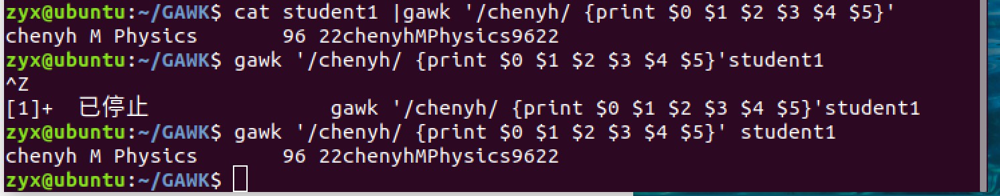 zyx@ubuntu:~/GAWK$ cat student1 |gawk '/chenyh/ {print $0 $1 $2 $3 $4 $5}'
chenyh M Physics       96 22chenyhMPhysics9622
zyx@ubuntu:~/GAWK$ gawk '/chenyh/ {print $0 $1 $2 $3 $4 $5}'student1
^Z
[1]+  已停止               gawk '/chenyh/ {print $0 $1 $2 $3 $4 $5}'student1
zyx@ubuntu:~/GAWK$ gawk '/chenyh/ {print $0 $1 $2 $3 $4 $5}' student1
chenyh M Physics       96 22chenyhMPhysics9622
zyx@ubuntu:~/GAWK$